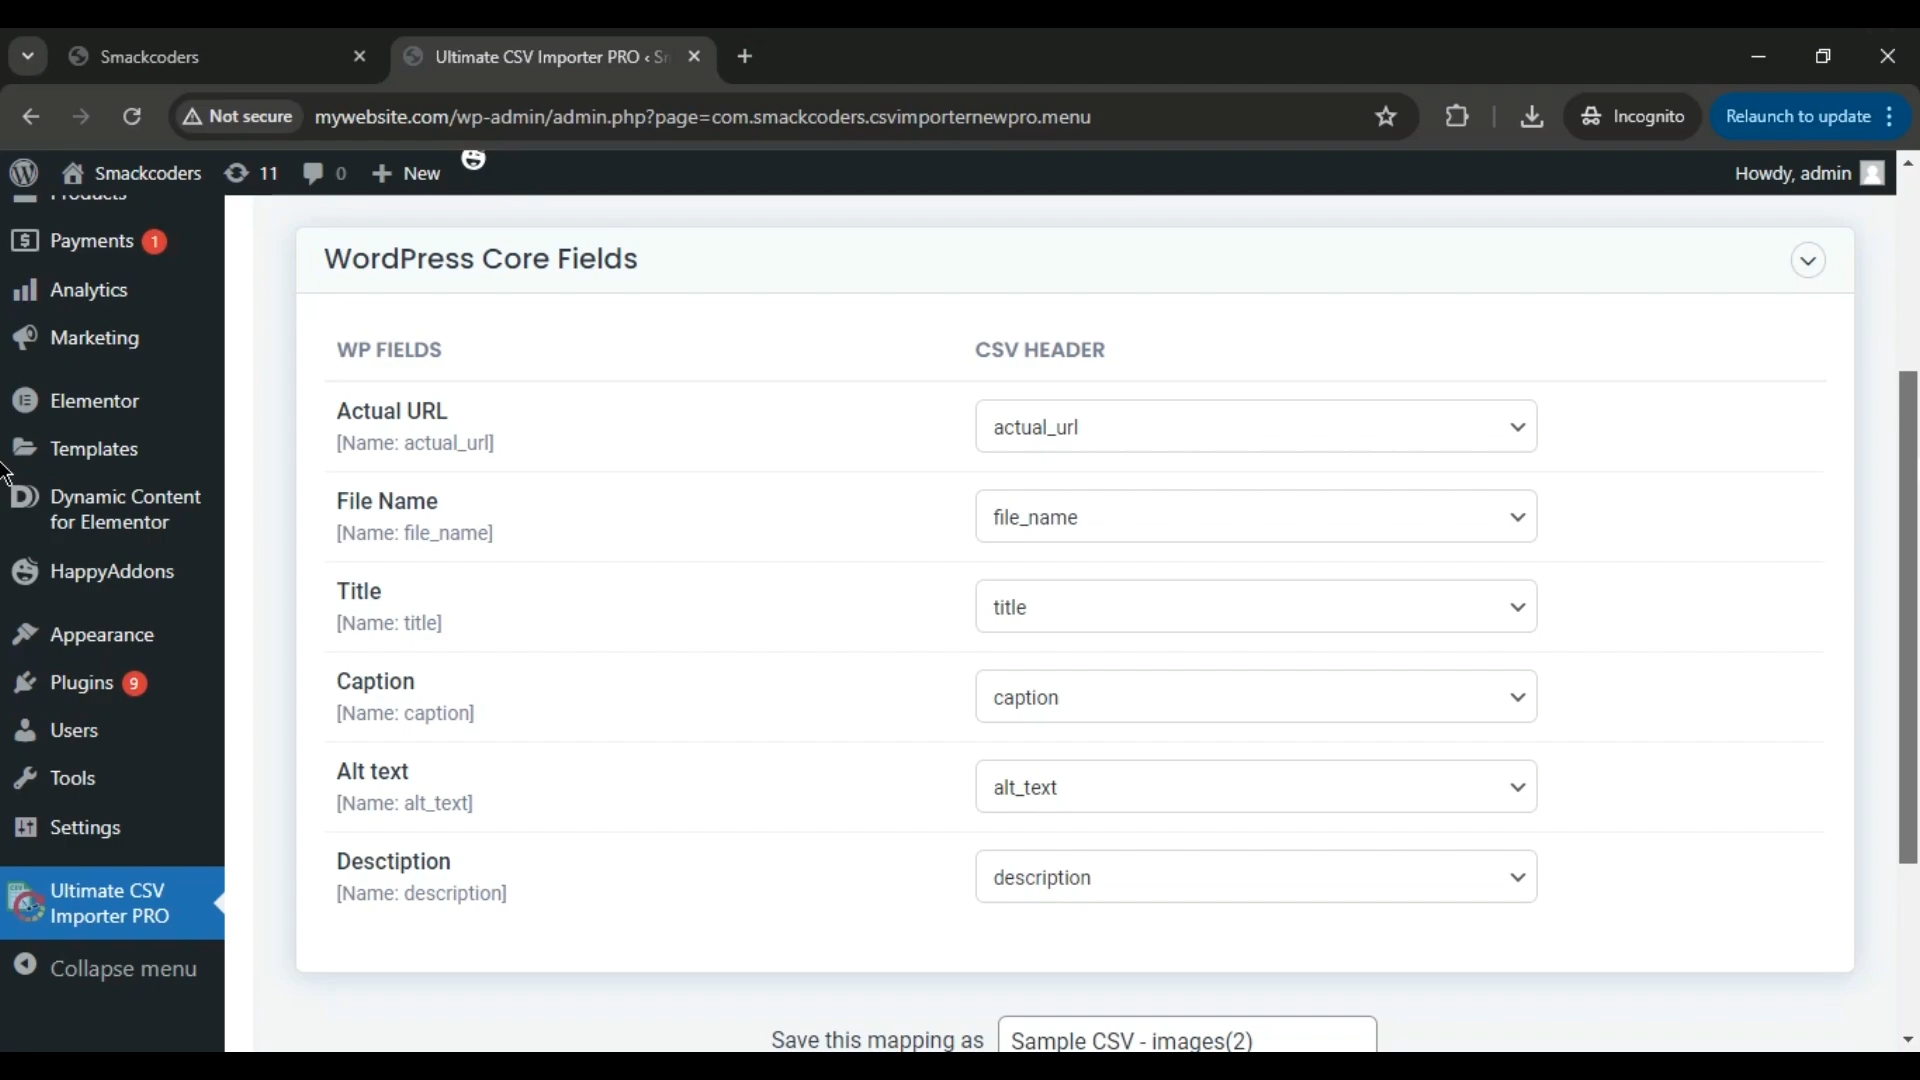 Smackcoders
Ultimate CSV Importer PRO ‹ Sm
Not secure
mywebsite.com/wp-admin/admin.php?page=com.smackcoders.csvimporternewpro.menu
Incognito
Relaunch to update
Smackcoders
11
0
New
Howdy, admin
Products
Payments 1
Analytics
Marketing
Elementor
Templates
Dynamic Content
for Elementor
HappyAddons
Appearance
Plugins 9
Users
Tools
Settings
Ultimate CSV
Importer PRO
Collapse menu
WordPress Core Fields
WP FIELDS
CSV HEADER
Actual URL
[Name: actual_url]
actual_url
File Name
[Name: file_name]
file_name
Title
[Name: title]
title
Caption
[Name: caption]
caption
Alt text
[Name: alt_text]
alt_text
Desctiption
[Name: description]
description
Save this mapping as
Sample CSV - images(2)